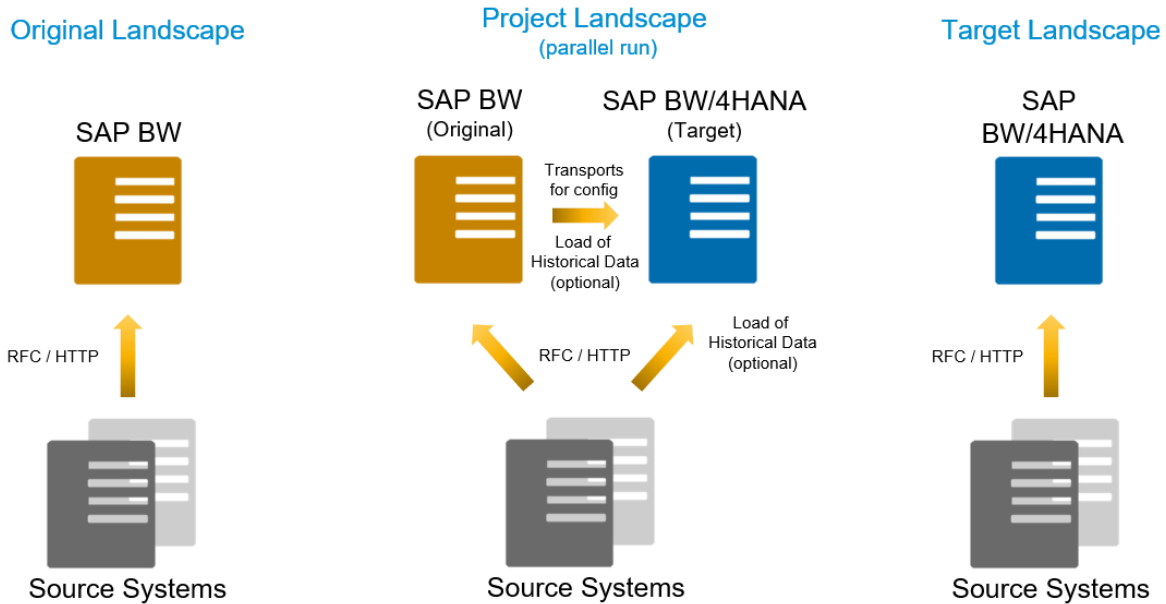 Original Landscape
SAP BW
RFC / HTTP
Source Systems
Project Landscape
(parallel run)
SAP BW
(Original)
SAP BW/4HANA
(Target)
Transports
for config
Load of
Historical Data
(optional)
RFC / HTTP
Load of
Historical Data
(optional)
Source Systems
Target Landscape
SAP
BW/4HANA
RFC / HTTP
Source Systems